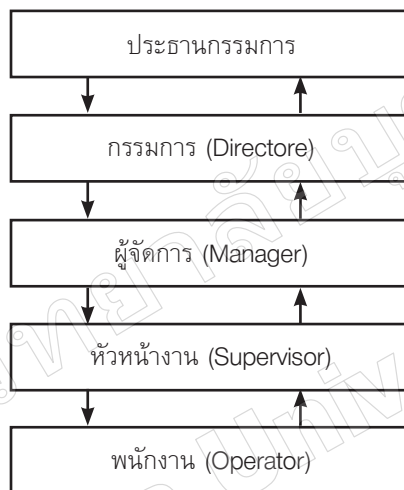 ประธานกรรมการ
กรรมการ (Directore)
ผู้จัดการ (Manager)
หัวหน้างาน (Supervisor)
พนักงาน (Operator)